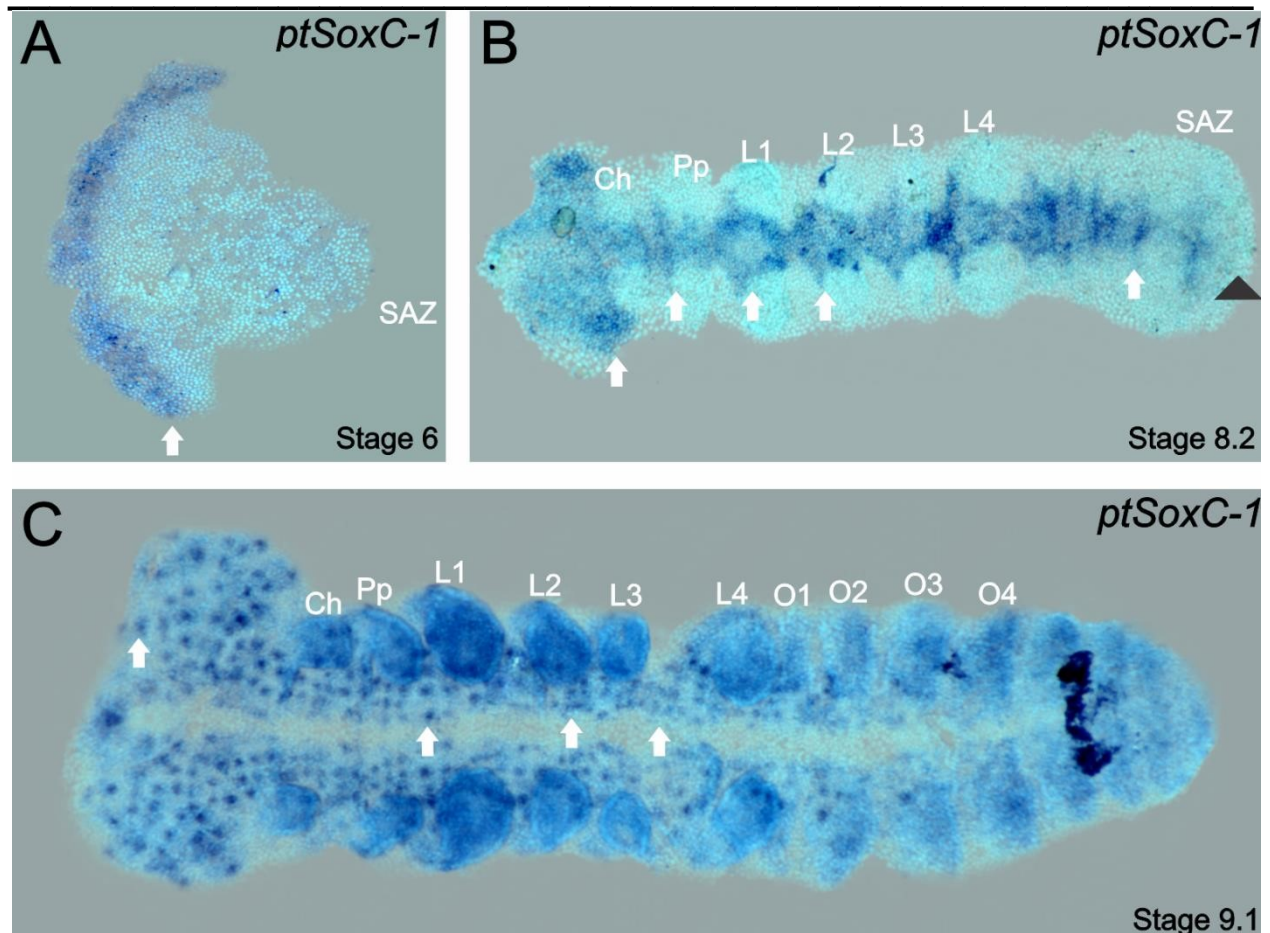 A
ptSoxC-1
SAZ
Stage 6
B
ptSoxC-1
Ch
Pp
L1
L2
L3
L4
SAZ
Stage 8.2
C
ptSoxC-1
Ch
Pp
L1
L2
L3
L4
O1
O2
O3
O4
Stage 9.1